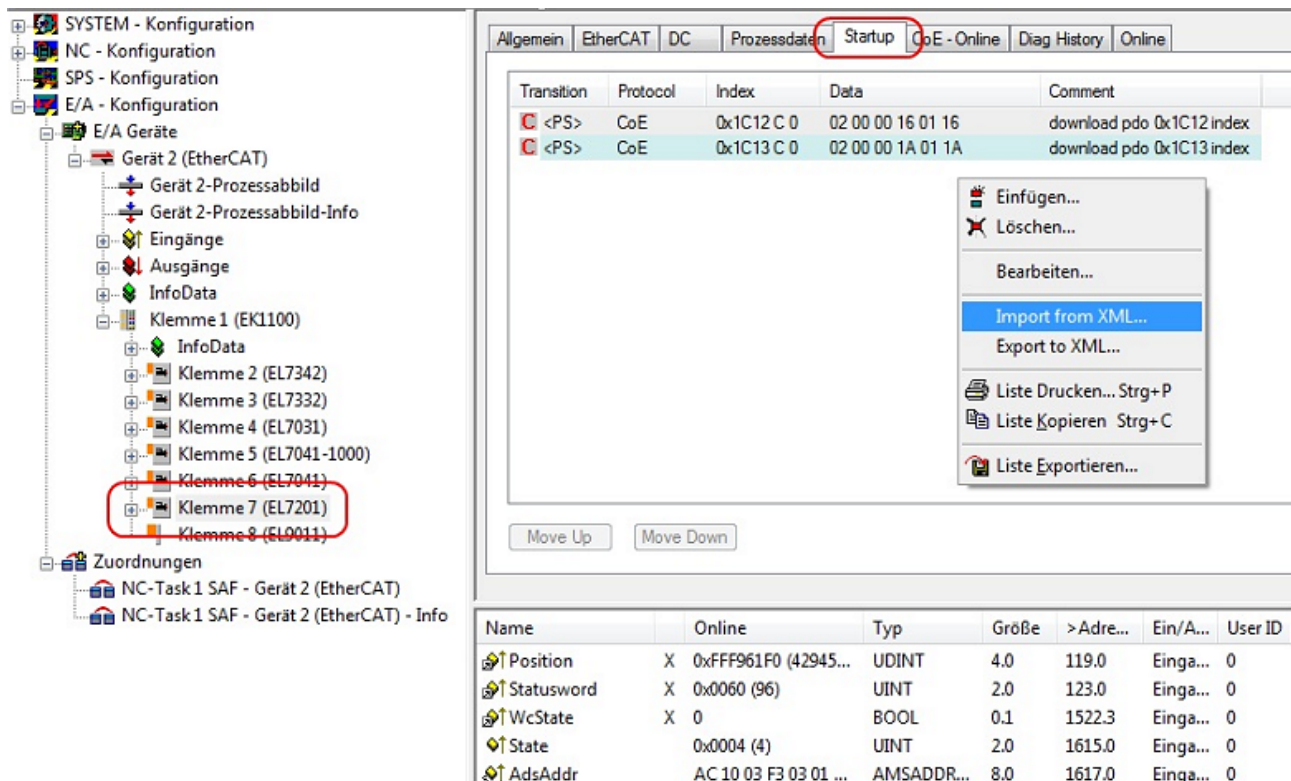 SYSTEM - Konfiguration
NC - Konfiguration
SPS - Konfiguration
E/A - Konfiguration
E/A Geräte
Gerät 2 (EtherCAT)
Gerät 2-Prozessabbild
Gerät 2-Prozessabbild-Info
Eingänge
Ausgänge
InfoData
Klemme 1 (EK1100)
InfoData
Klemme 2 (EL7342)
Klemme 3 (EL7332)
Klemme 4 (EL7031)
Klemme 5 (EL7041-1000)
Klemme 6 (EL7041)
Klemme 7 (EL7201)
Klemme 8 (EL9011)
Zuordnungen
NC-Task 1 SAF - Gerät 2 (EtherCAT)
NC-Task 1 SAF - Gerät 2 (EtherCAT) - Info
Allgemein EtherCAT DC Prozessdaten Startup CoE - Online Diag History Online
Transition Protocol Index Data Comment
C <PS> CoE 0x1C12 C 0 02 00 00 16 01 16 download pdo 0x1C12 index
C <PS> CoE 0x1C13 C 0 02 00 00 1A 01 1A download pdo 0x1C13 index
Einfügen...
Löschen...
Bearbeiten...
Import from XML...
Export to XML...
Liste Drucken... Strg+P
Liste Kopieren Strg+C
Liste Exportieren...
Move Up Move Down
Name Online Typ Größe >Adre... Ein/A... User ID
Position X 0xFFF961F0 (42945... UDINT 4.0 119.0 Einga... 0
Statusword X 0x0060 (96) UINT 2.0 123.0 Einga... 0
WcState X 0 BOOL 0.1 1522.3 Einga... 0
State 0x0004 (4) UINT 2.0 1615.0 Einga... 0
AdsAddr AC 10 03 F3 03 01 ... AMSADDR... 8.0 1617.0 Einga... 0